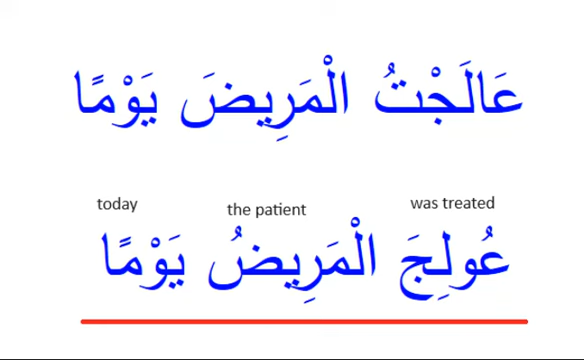 عَالَجْتُ الْمَرِيضَ يَوْمًا
was treated the patient today
عُولِجَ الْمَرِيضُ يَوْمًا